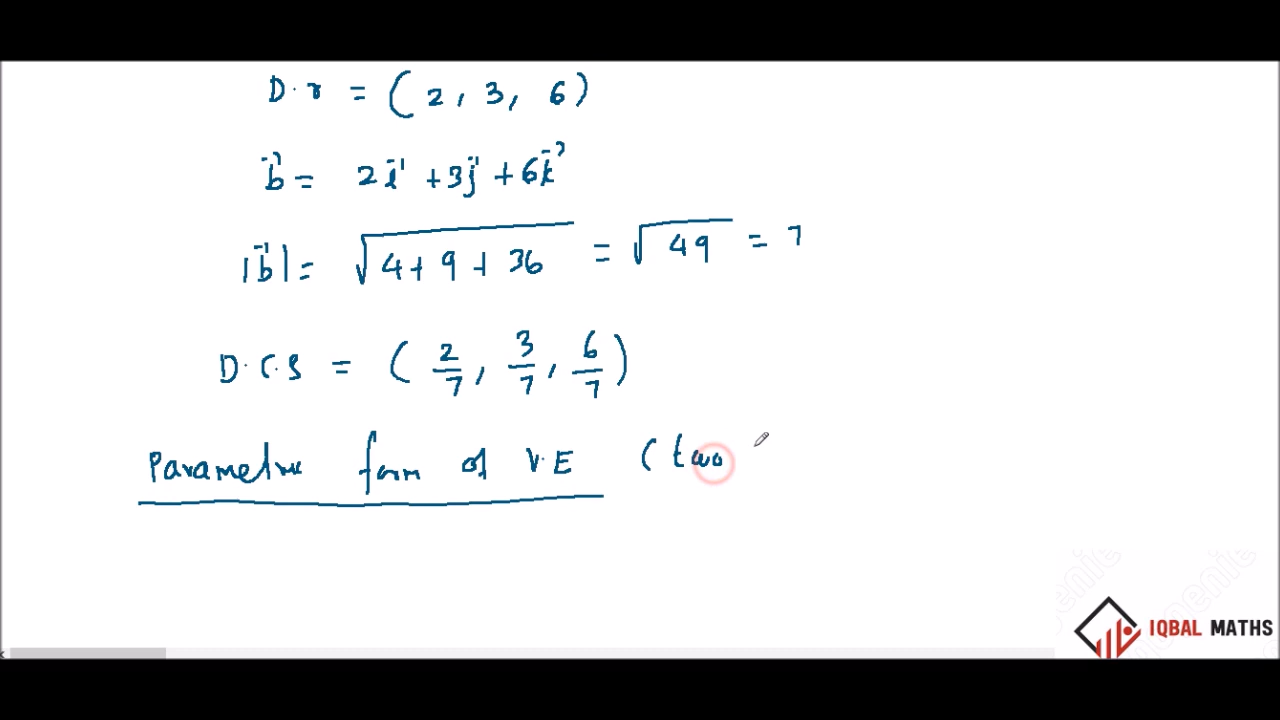 D.r = (2, 3, 6)
b⃗ = 2i⃗ + 3j⃗ + 6k⃗
|b⃗| = √4 + 9 + 36 = √49 = 7
D.C.S = (2/7, 3/7, 6/7)
Parametric form of V.E (two
IQBAL MATHS